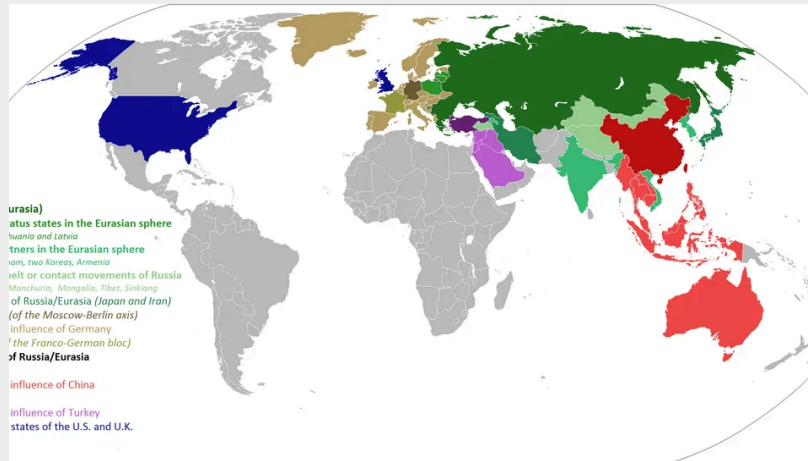 urasia)
atus states in the Eurasian sphere
huania and Latvia
rtners in the Eurasian sphere
nam, two Koreas, Armenia
belt or contact movements of Russia
Manchuria, Mongolia, Tibet, Sinkiang
of Russia/Eurasia (Japan and Iran)
(of the Moscow-Berlin axis)
influence of Germany
f the Franco-German bloc)
of Russia/Eurasia
influence of China
influence of Turkey
states of the U.S. and U.K.